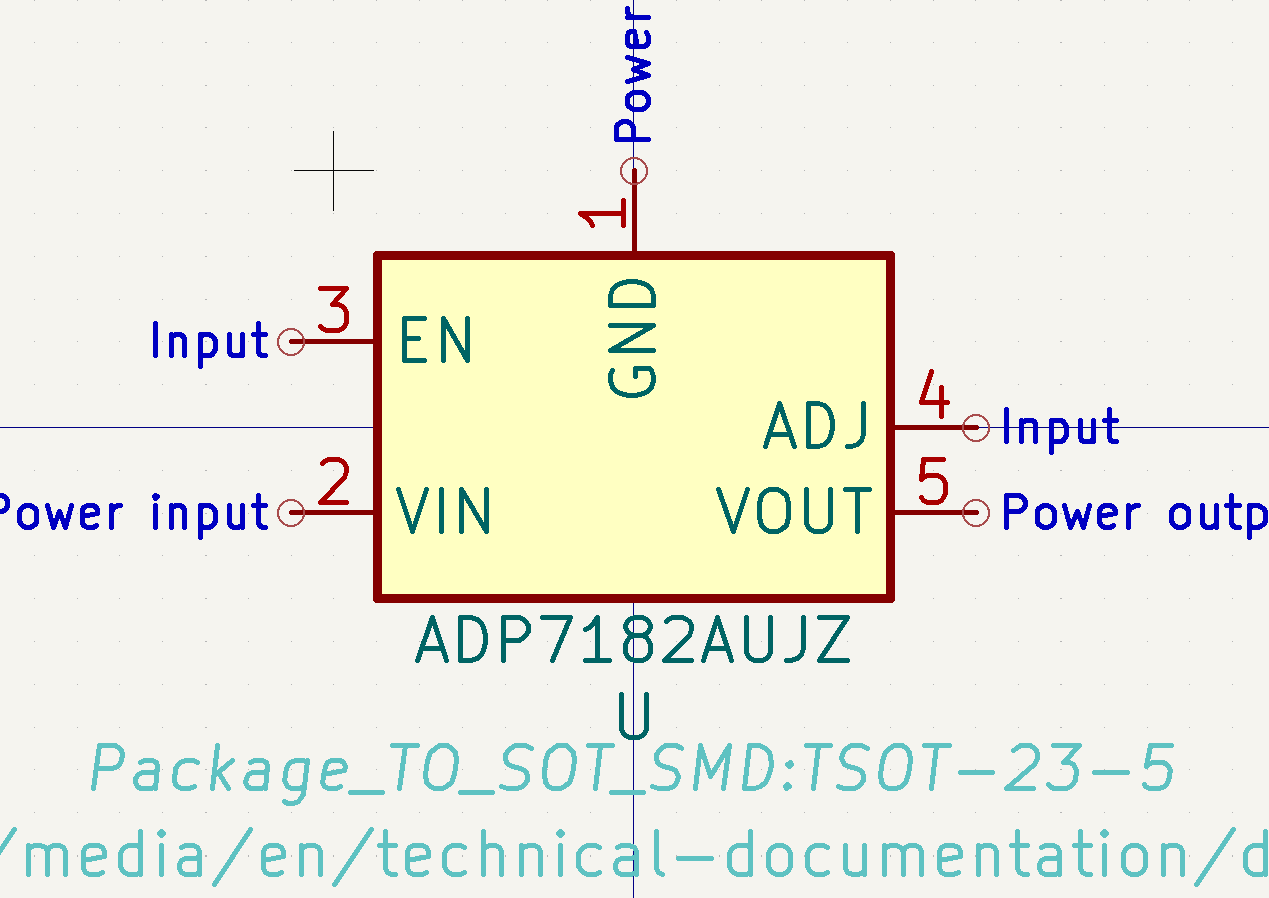 Power
1
3
Input
EN
GND
4
ADJ
Input
2
5
Power input
VIN
VOUT
Power outp
ADP7182AUJZ
U
Package_TO_SOT_SMD:TSOT-23-5
/media/en/technical-documentation/d